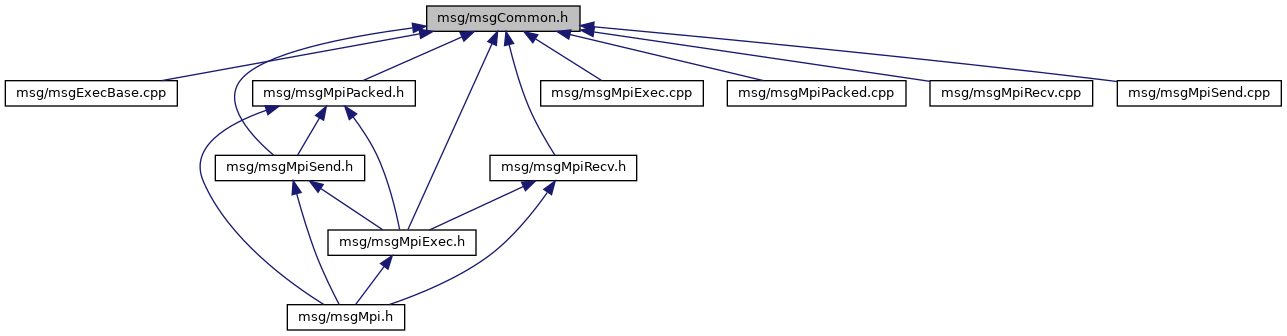 msg/msgCommon.h
msg/msgExecBase.cpp
msg/msgMpiPacked.h
msg/msgMpiExec.cpp
msg/msgMpiPacked.cpp
msg/msgMpiRecv.cpp
msg/msgMpiSend.cpp
msg/msgMpiSend.h
msg/msgMpiRecv.h
msg/msgMpiExec.h
msg/msgMpi.h